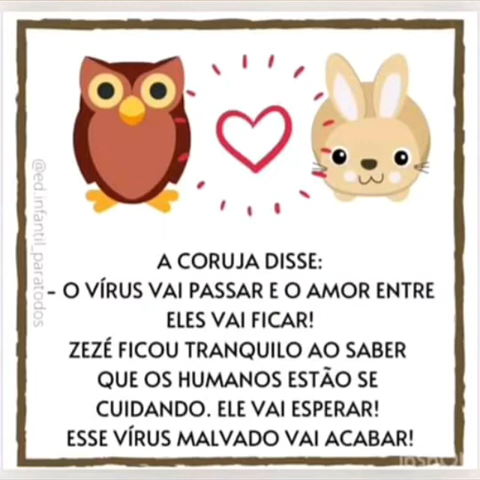 @ed.infantil_paratodos
A CORUJA DISSE:
- O VÍRUS VAI PASSAR E O AMOR ENTRE
ELES VAI FICAR!
ZEZÉ FICOU TRANQUILO AO SABER
QUE OS HUMANOS ESTÃO SE
CUIDANDO. ELE VAI ESPERAR!
ESSE VÍRUS MALVADO VAI ACABAR!